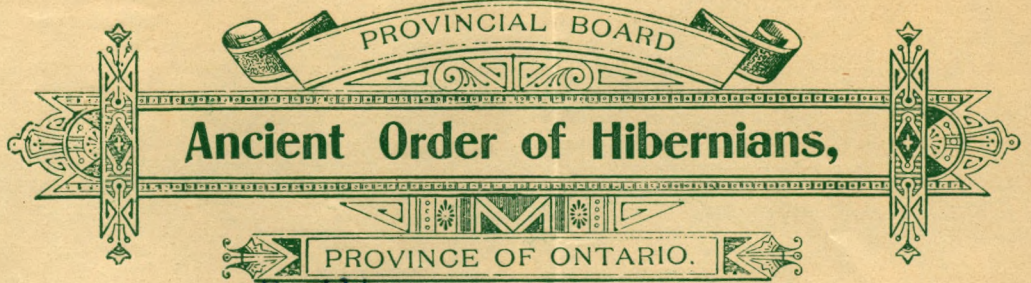 PROVINCIAL BOARD
Ancient Order of Hibernians,
PROVINCE OF ONTARIO.